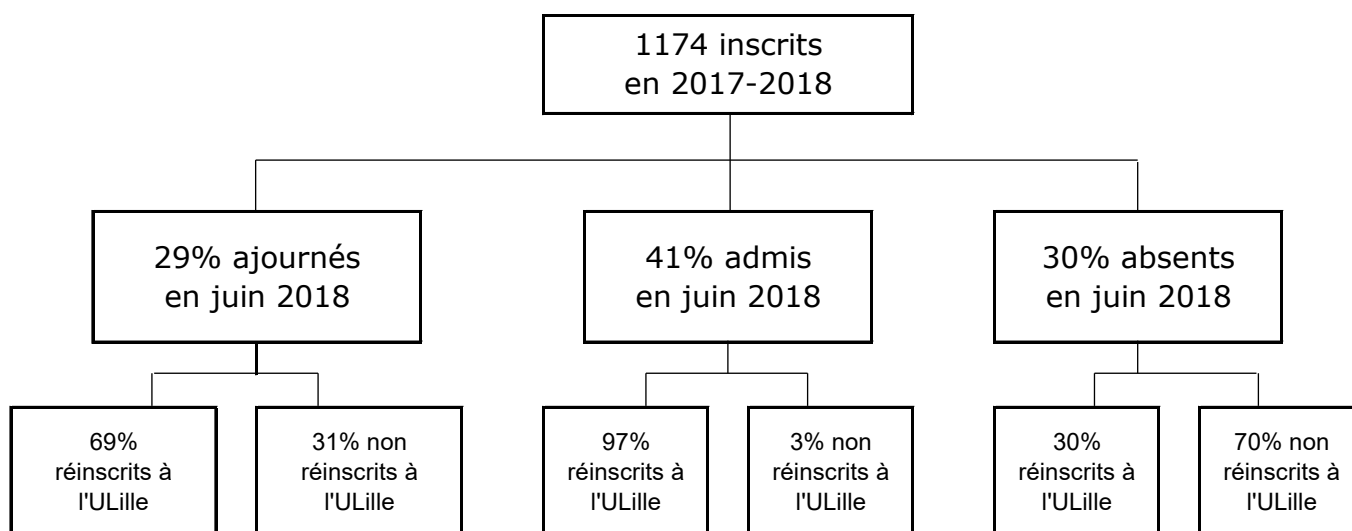 1174 inscrits
en 2017-2018
29% ajournés
en juin 2018
41% admis
en juin 2018
30% absents
en juin 2018
69%
réinscrits à
l'ULille
31% non
réinscrits à
l'ULille
97%
réinscrits à
l'ULille
3% non
réinscrits à
l'ULille
30%
réinscrits à
l'ULille
70% non
réinscrits à
l'ULille